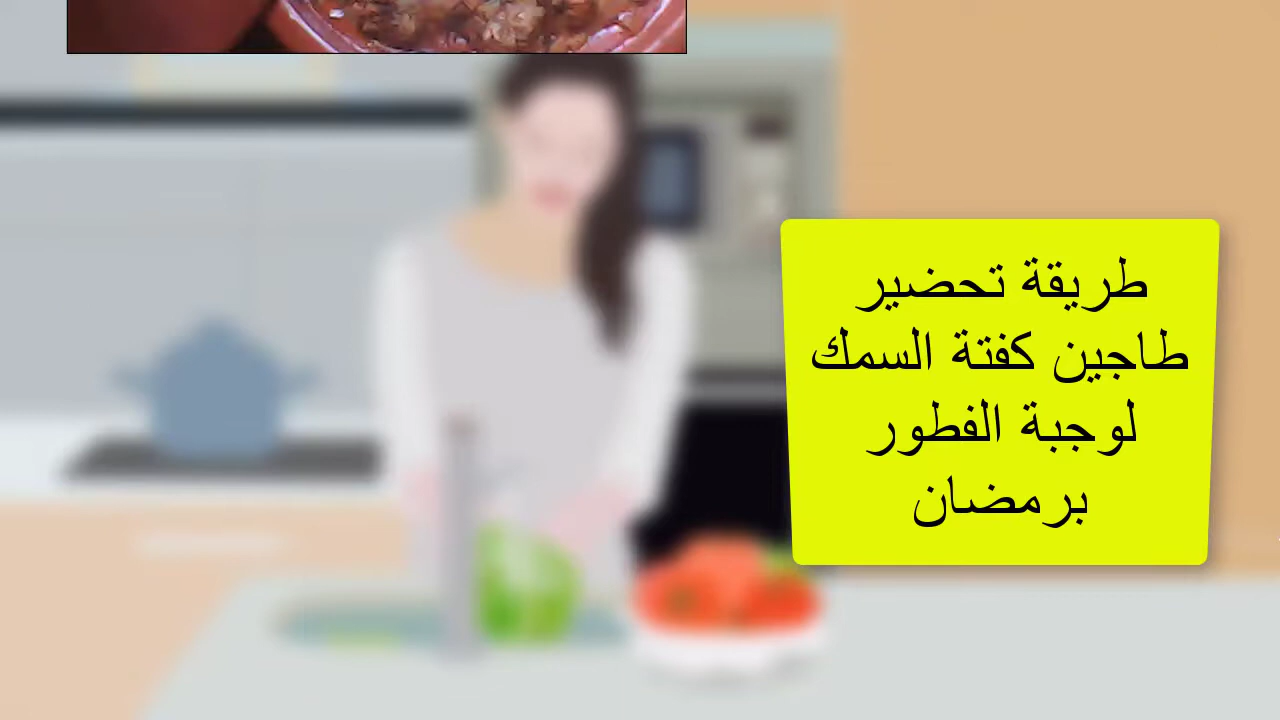 طريقة تحضير
طاجين كفتة السمك
لوجبة الفطور
برمضان